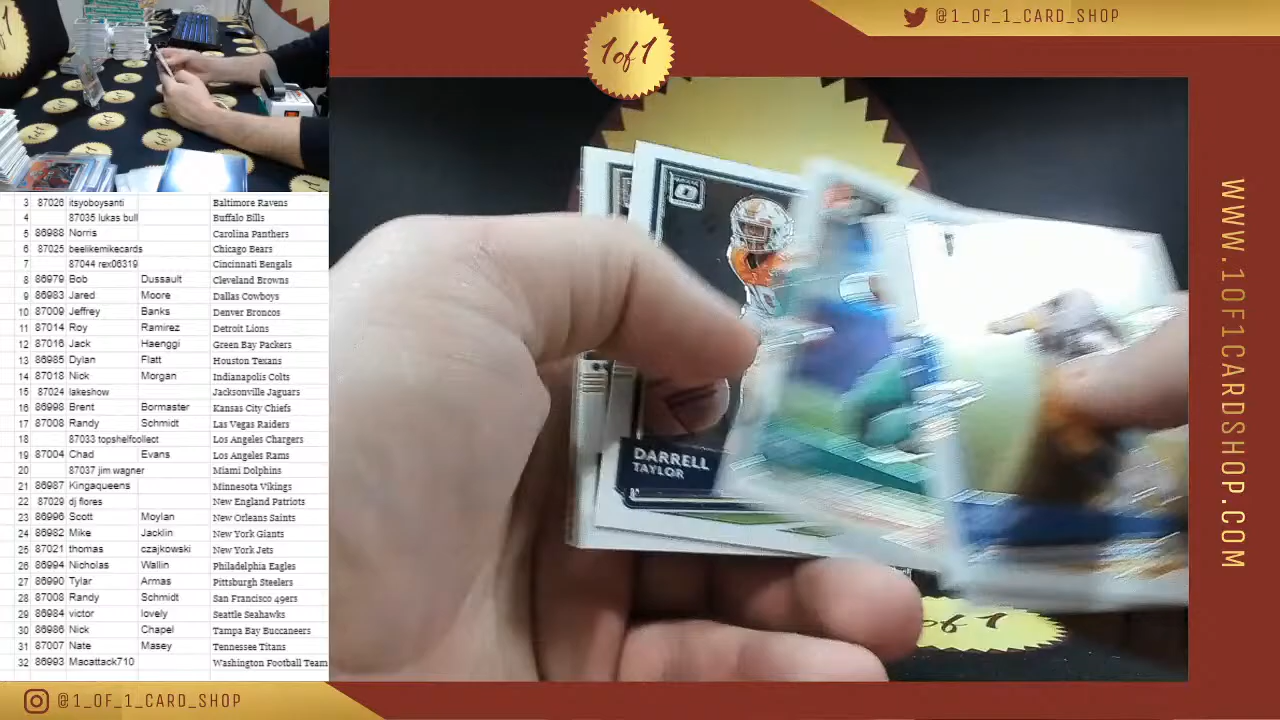 @1_OF_1_CARD_SHOP
1of1
3 87026 itsyoboysanti Baltimore Ravens
4 87035 lukas bull Buffalo Bills
5 86988 Norris Carolina Panthers
6 87025 beelikemikecards Chicago Bears
7 87044 rex06319 Cincinnati Bengals
8 86979 Bob Dussault Cleveland Browns
9 86983 Jared Moore Dallas Cowboys
10 87009 Jeffrey Banks Denver Broncos
11 87014 Roy Ramirez Detroit Lions
12 87016 Jack Haenggi Green Bay Packers
13 86985 Dylan Flatt Houston Texans
14 87018 Nick Morgan Indianapolis Colts
15 87024 lakeshow Jacksonville Jaguars
16 86998 Brent Bormaster Kansas City Chiefs
17 87008 Randy Schmidt Las Vegas Raiders
18 87033 topshelfcollect Los Angeles Chargers
19 87004 Chad Evans Los Angeles Rams
20 87037 jim wagner Miami Dolphins
21 86987 Kingaqueens Minnesota Vikings
22 87029 dj flores New England Patriots
23 86996 Scott Moylan New Orleans Saints
24 86982 Mike Jacklin New York Giants
25 87021 thomas czajkowski New York Jets
26 86994 Nicholas Wallin Philadelphia Eagles
27 86990 Tylar Armas Pittsburgh Steelers
28 87008 Randy Schmidt San Francisco 49ers
29 86984 victor lovely Seattle Seahawks
30 86986 Nick Chapel Tampa Bay Buccaneers
31 87007 Nate Masey Tennessee Titans
32 86993 Macattack710 Washington Football Team
DARRELL
TAYLOR
of 1
WWW.1OF1CARDSHOP.COM
@1_OF_1_CARD_SHOP